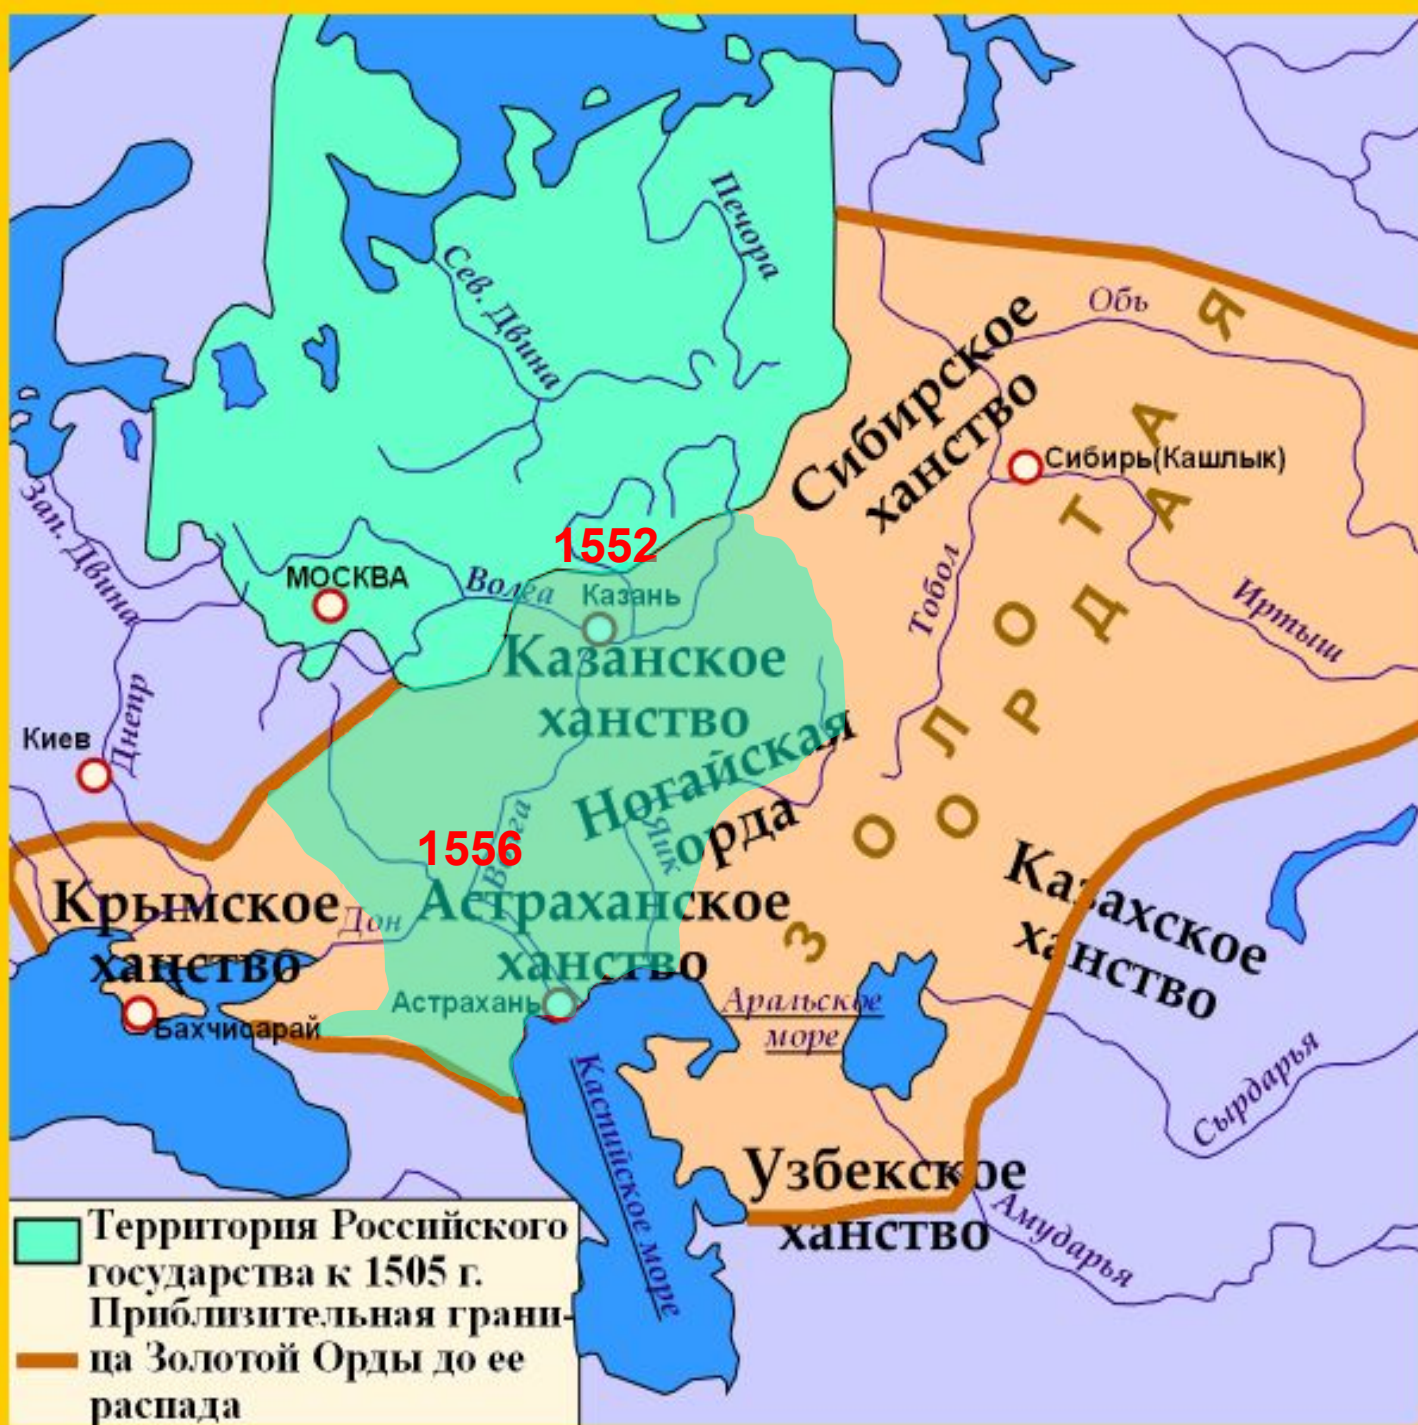 Печора
Сев. Двина
Обь
Сибирское
ханство
Сибирь(Кашлык)
Зап. Двина
1552
МОСКВА
Волга
Казань
Тобол
Иртыш
Казанское
ханство
Днепр
Киев
Ногайская
орда
ЗОЛОТАЯ
ОРДА
1556
Волга
Яик
Крымское
ханство
Дон
Астраханское
ханство
Казахское
ханство
Астрахань
Аральское
море
Бахчисарай
Каспийское море
Сырдарья
Узбекское
ханство
Амударья
Территория Российского
государства к 1505 г.
Приблизительная грани-
ца Золотой Орды до ее
распада